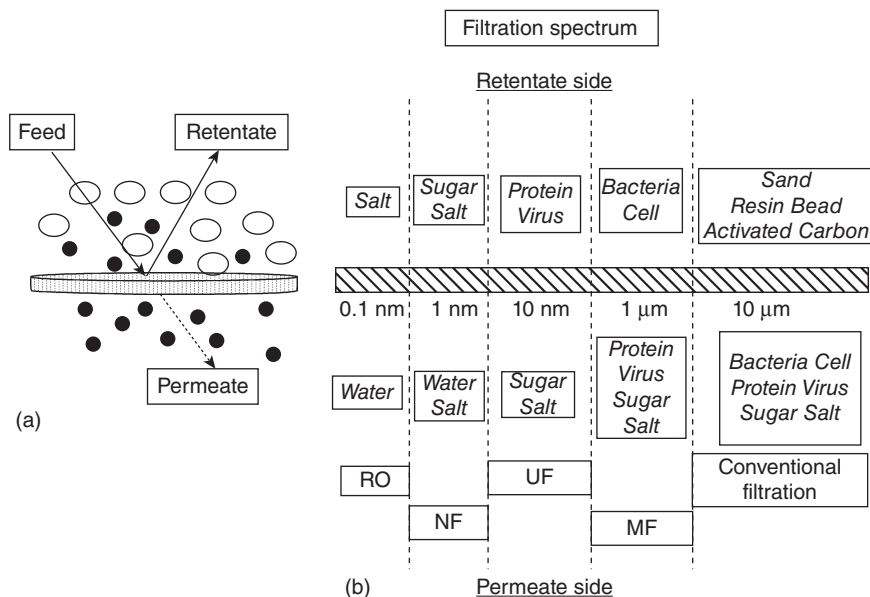 Filtration spectrum
Retentate side
Feed
Retentate
Permeate
(a)
Salt
Sugar
Salt
Protein
Virus
Bacteria
Cell
Sand
Resin Bead
Activated Carbon
0.1 nm
1 nm
10 nm
1 μm
10 μm
Water
Water
Salt
Sugar
Salt
Protein
Virus
Sugar
Salt
Bacteria Cell
Protein Virus
Sugar Salt
RO
NF
UF
MF
Conventional
filtration
(b)
Permeate side